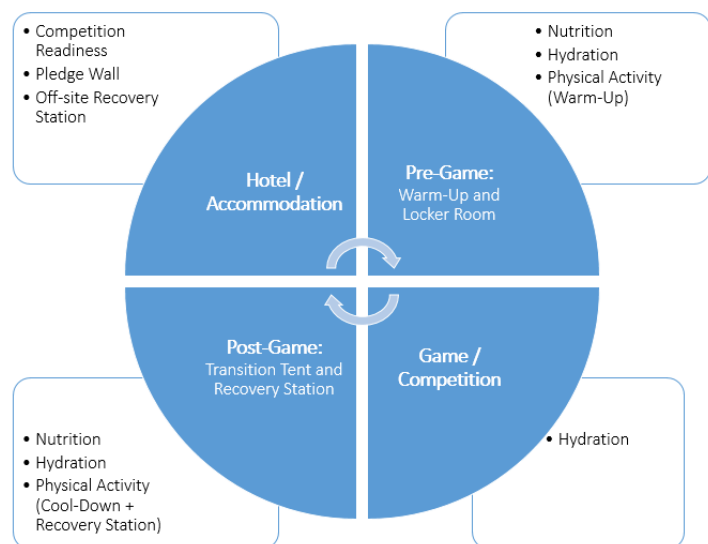 • Competition
Readiness
• Pledge Wall
• Off-site Recovery
Station
• Nutrition
• Hydration
• Physical Activity
(Warm-Up)
Hotel /
Accommodation
Pre-Game:
Warm-Up and
Locker Room
Post-Game:
Transition Tent and
Recovery Station
Game /
Competition
• Nutrition
• Hydration
• Physical Activity
(Cool-Down +
Recovery Station)
• Hydration